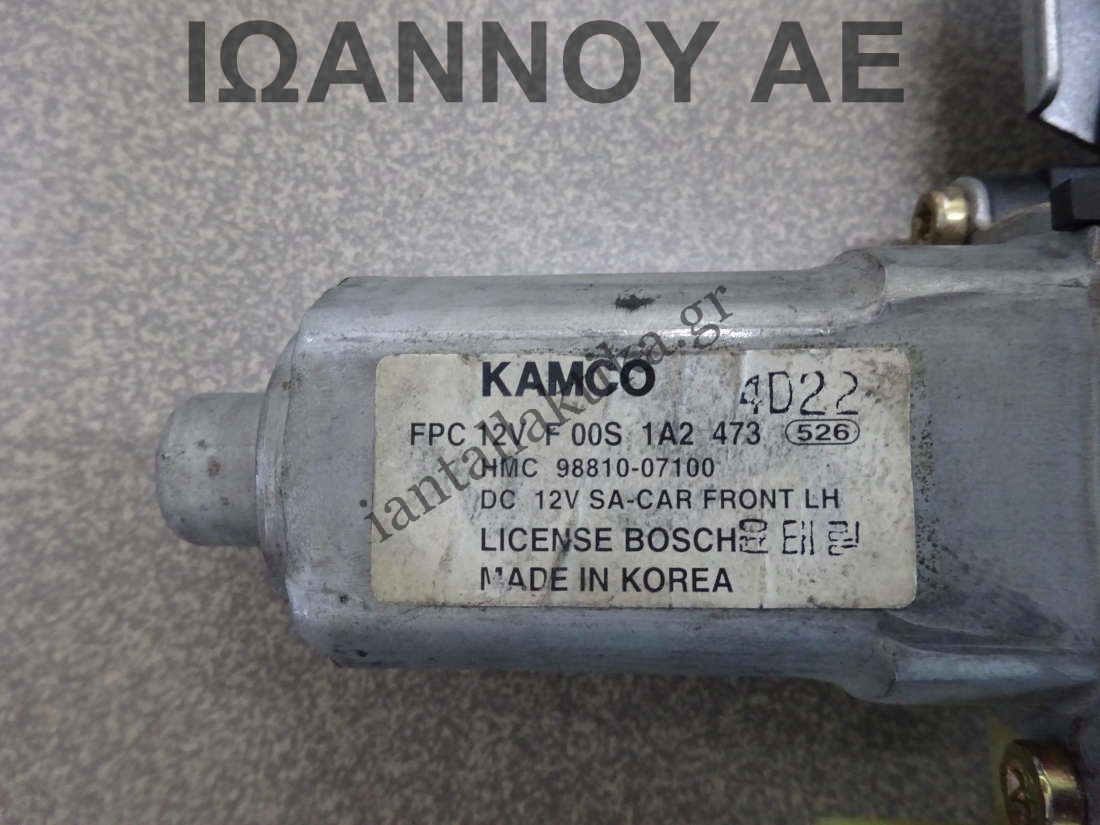 ΙΩΑΝΝΟΥ ΑΕ
iantallaktika.gr
KAMCO 4D22
FPC 12V F 00S 1A2 473 526
HMC 98810-07100
DC 12V SA-CAR FRONT LH
LICENSE BOSCH
MADE IN KOREA